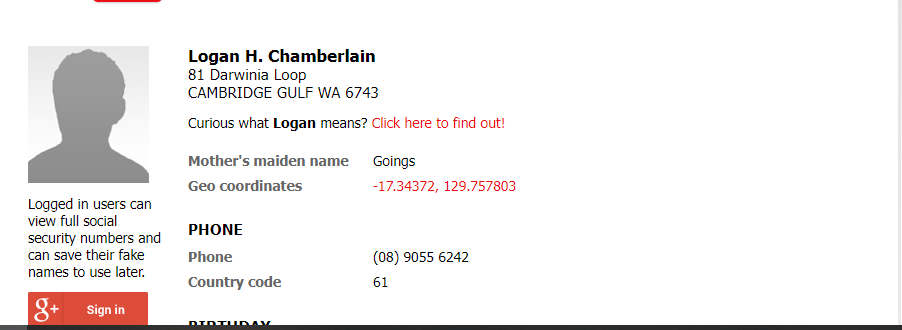 Logan H. Chamberlain
81 Darwinia Loop
CAMBRIDGE GULF WA 6743
Curious what Logan means? Click here to find out!
Mother's maiden name Goings
Geo coordinates -17.34372, 129.757803
Logged in users can
view full social
security numbers and
can save their fake
names to use later.
g+ Sign in
PHONE
Phone (08) 9055 6242
Country code 61
BIRTHDAY